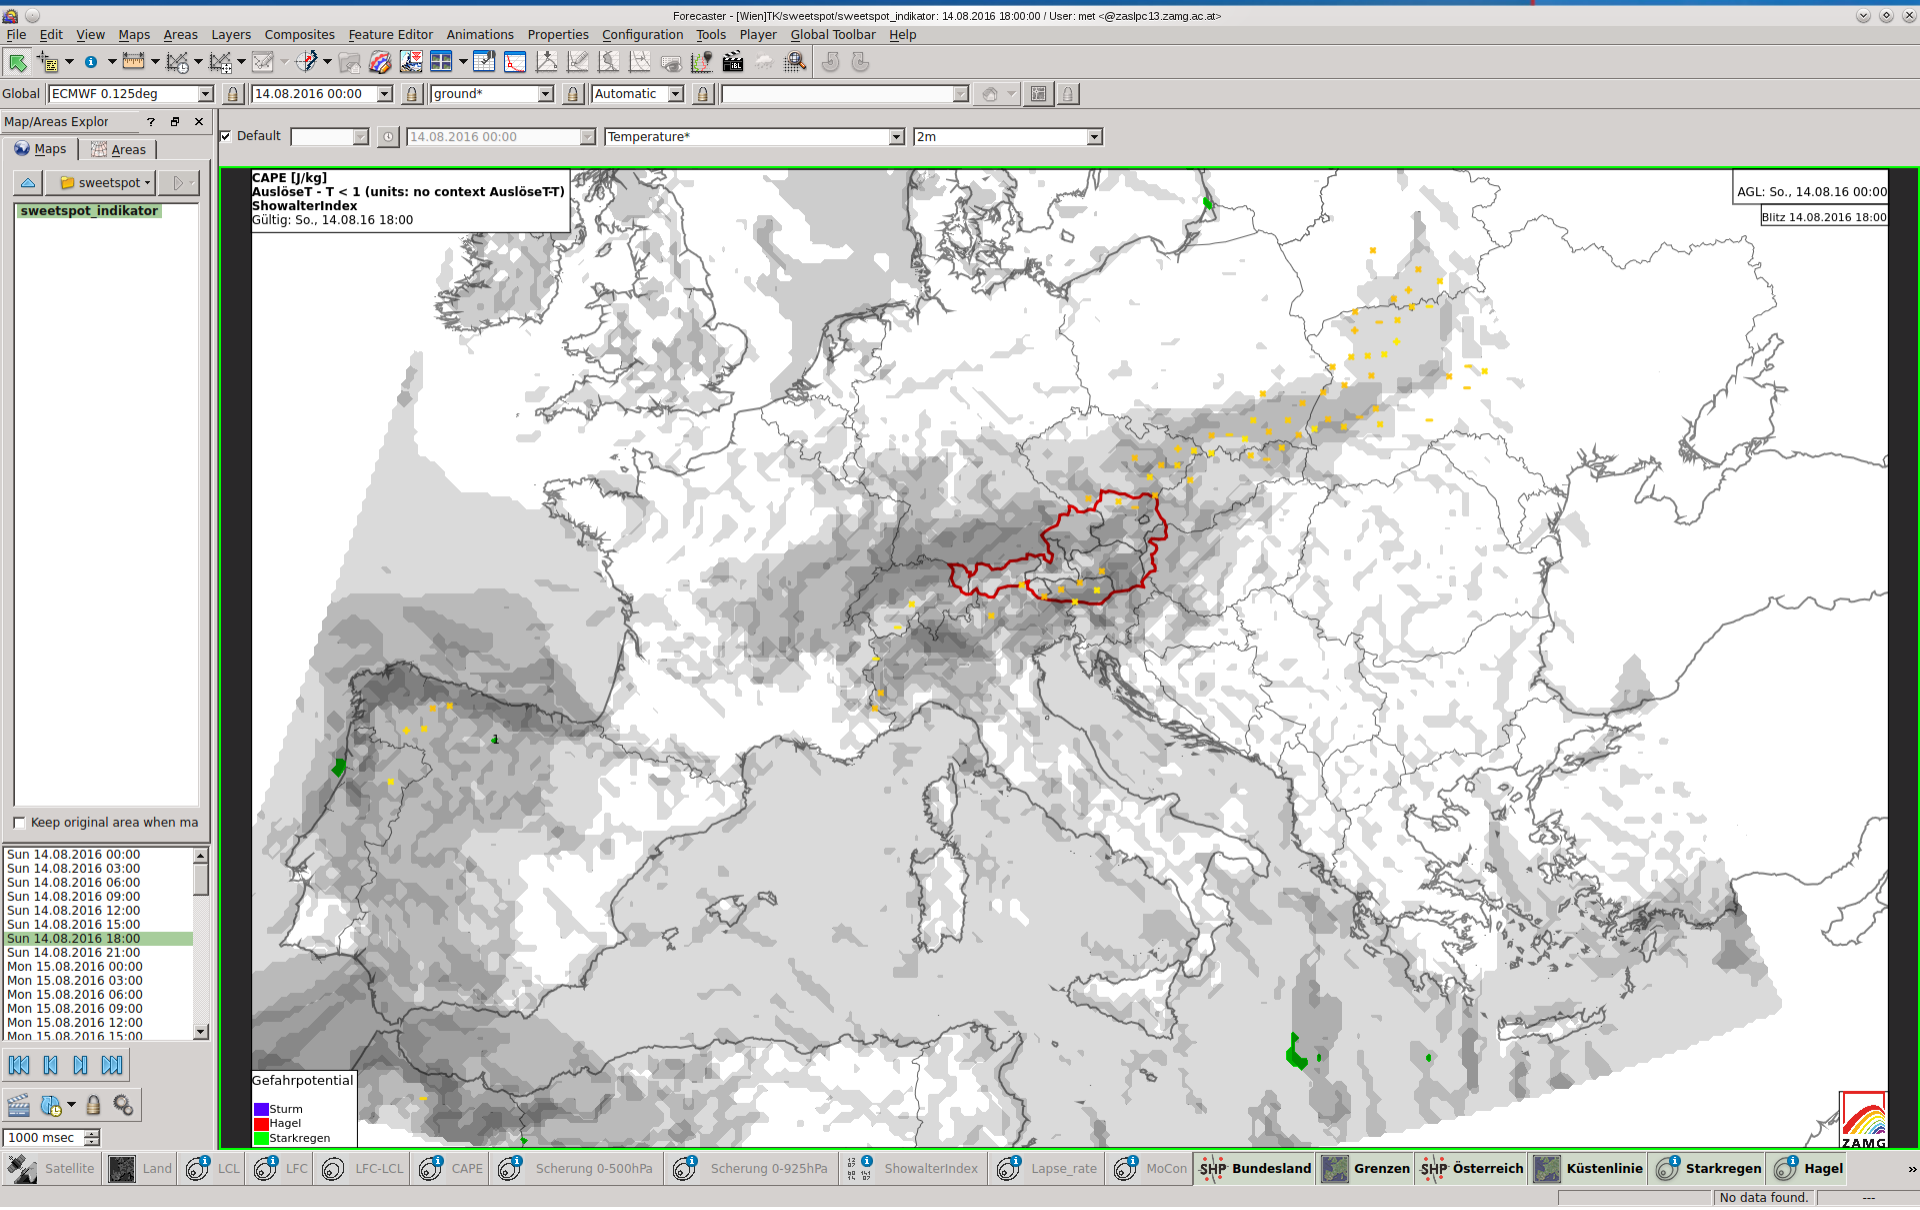 Forecaster - [Wien]TK/sweetspot/sweetspot_indikator: 14.08.2016 18:00:00 / User: met <@zaslpc13.zamg.ac.at>
File Edit View Maps Areas Layers Composites Feature Editor Animations Properties Configuration Tools Player Global Toolbar Help
Global ECMWF 0.125deg 14.08.2016 00:00 ground* Automatic
Map/Areas Explor ?
Default 14.08.2016 00:00 Temperature* 2m
Maps Areas
sweetspot
sweetspot_indikator
CAPE [J/kg]
AuslöseT - T < 1 (units: no context AuslöseT-T)
ShowalterIndex
Gültig: So., 14.08.16 18:00
AGL: So., 14.08.16 00:00
Blitz 14.08.2016 18:00
1
Keep original area when ma
Sun 14.08.2016 00:00
Sun 14.08.2016 03:00
Sun 14.08.2016 06:00
Sun 14.08.2016 09:00
Sun 14.08.2016 12:00
Sun 14.08.2016 15:00
Sun 14.08.2016 18:00
Sun 14.08.2016 21:00
Mon 15.08.2016 00:00
Mon 15.08.2016 03:00
Mon 15.08.2016 06:00
Mon 15.08.2016 09:00
Mon 15.08.2016 12:00
Mon 15.08.2016 15:00
1000 msec
Gefahrpotential
Sturm
Hagel
Starkregen
ZAMG
Satellite Land LCL LFC LFC-LCL CAPE Scherung 0-500hPa Scherung 0-925hPa ShowalterIndex Lapse_rate MoCon SHP Bundesland Grenzen SHP Österreich Küstenlinie Starkregen Hagel »
No data found. ---